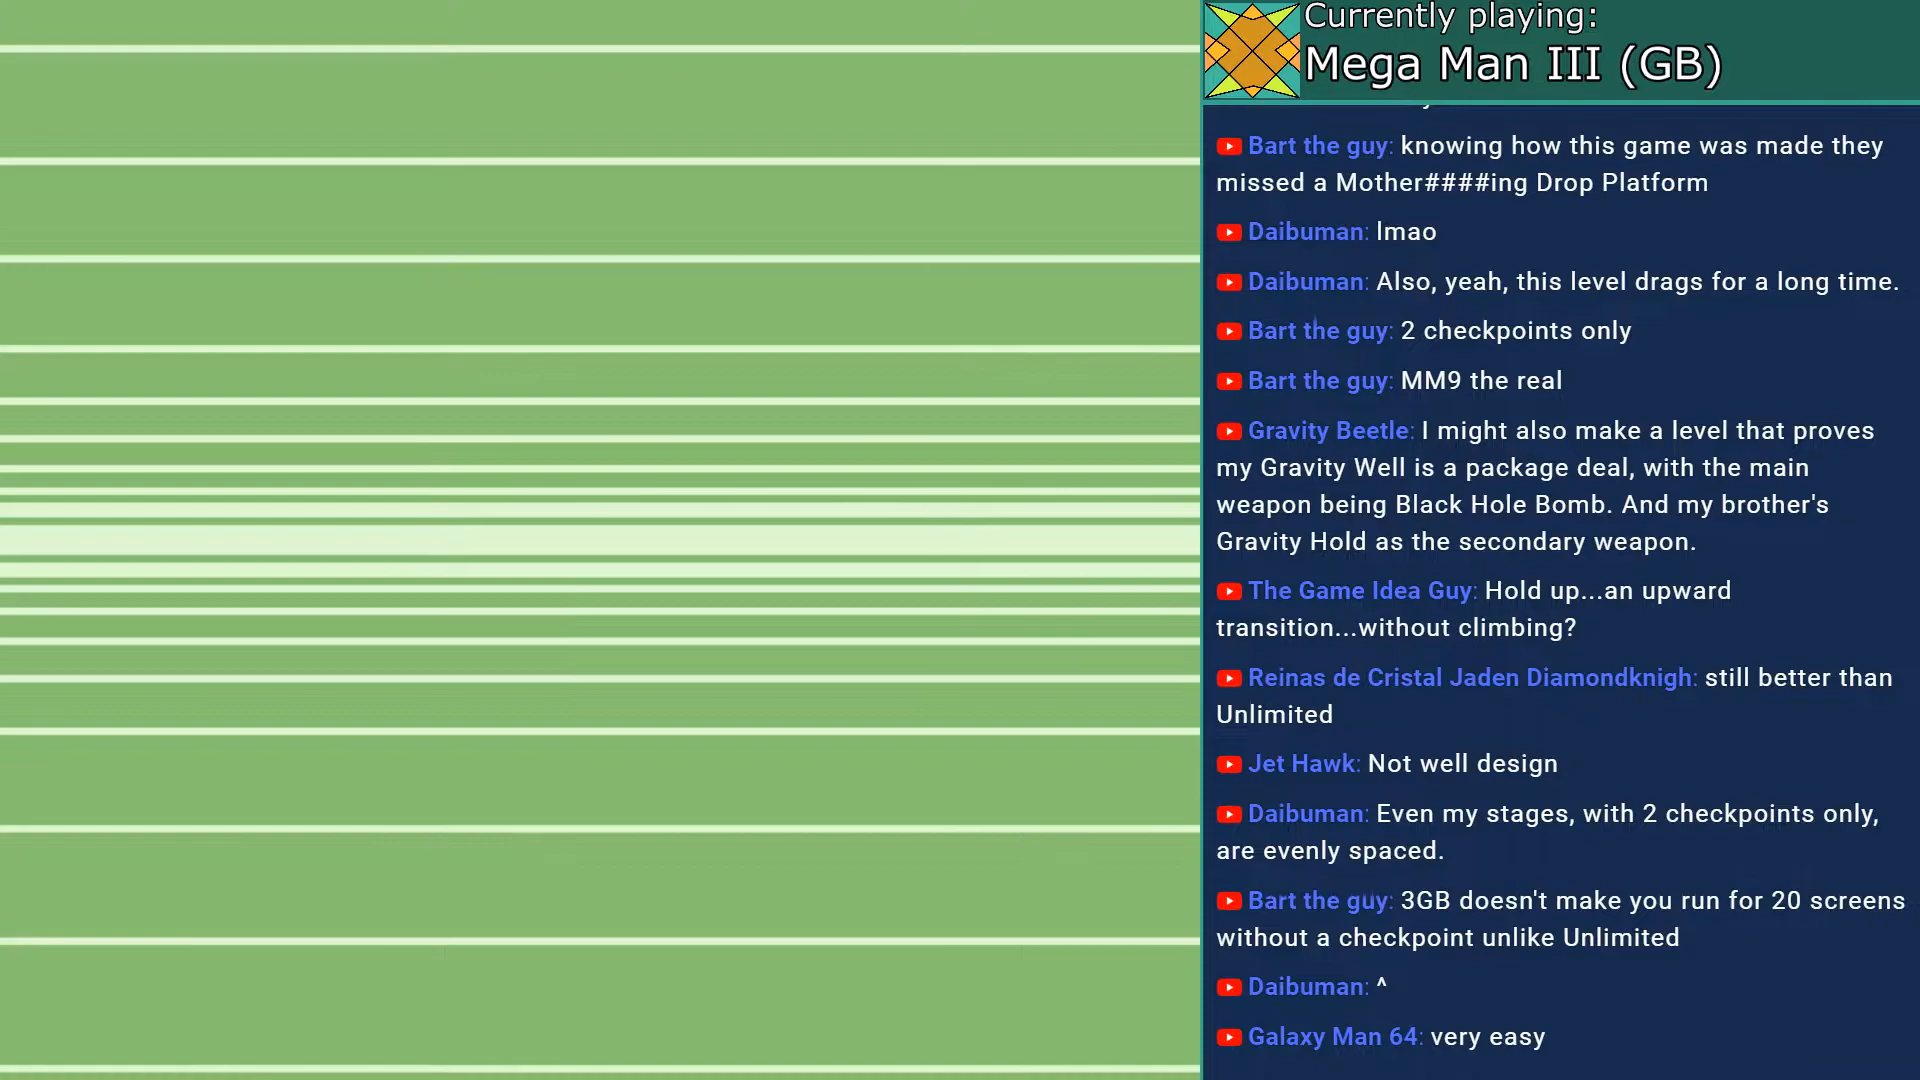 Currently playing:
Mega Man III (GB)
Bart the guy: knowing how this game was made they
missed a Mother####ing Drop Platform
Daibuman: lmao
Daibuman: Also, yeah, this level drags for a long time.
Bart the guy: 2 checkpoints only
Bart the guy: MM9 the real
Gravity Beetle: I might also make a level that proves
my Gravity Well is a package deal, with the main
weapon being Black Hole Bomb. And my brother's
Gravity Hold as the secondary weapon.
The Game Idea Guy: Hold up...an upward
transition...without climbing?
Reinas de Cristal Jaden Diamondknigh: still better than
Unlimited
Jet Hawk: Not well design
Daibuman: Even my stages, with 2 checkpoints only,
are evenly spaced.
Bart the guy: 3GB doesn't make you run for 20 screens
without a checkpoint unlike Unlimited
Daibuman: ^
Galaxy Man 64: very easy